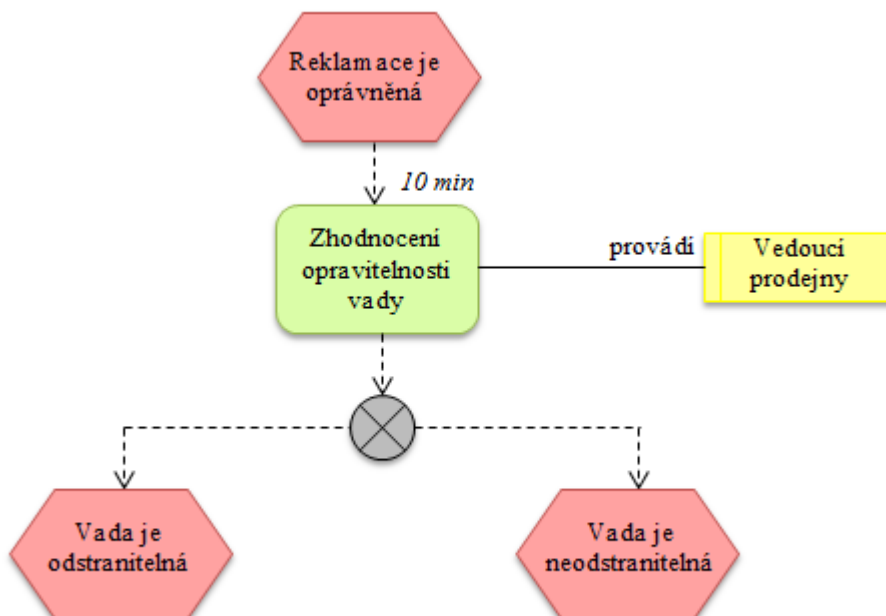 Reklamace je
oprávněná
10 min
Zhodnocení
opravitelnosti
vady
provádí
Vedoucí
prodejny
Vada je
odstranitelná
Vada je
neodstranitelná